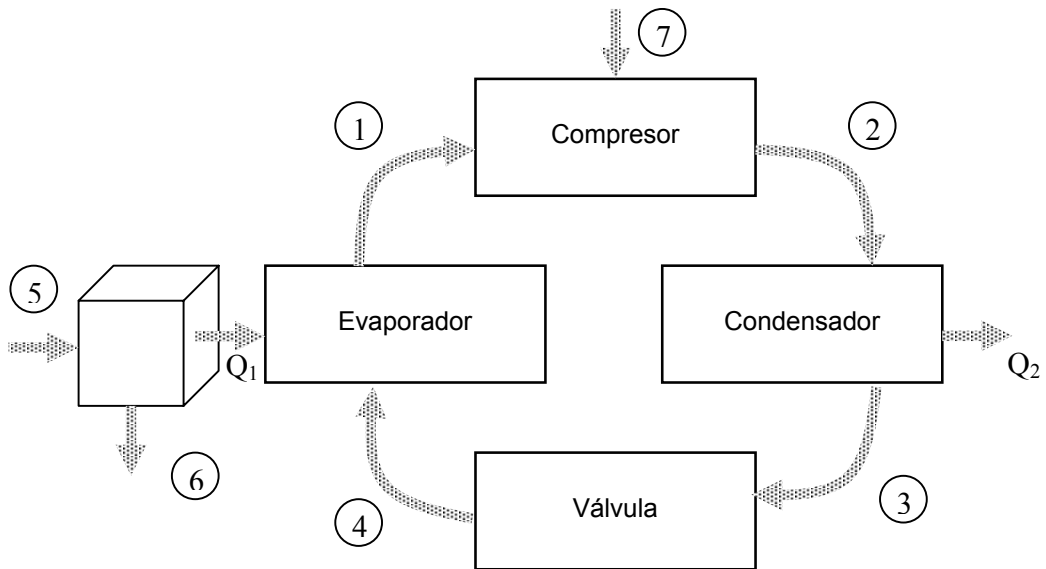 7
1
Compresor
2
5
Evaporador
Condensador
Q₁
Q₂
6
4
Válvula
3